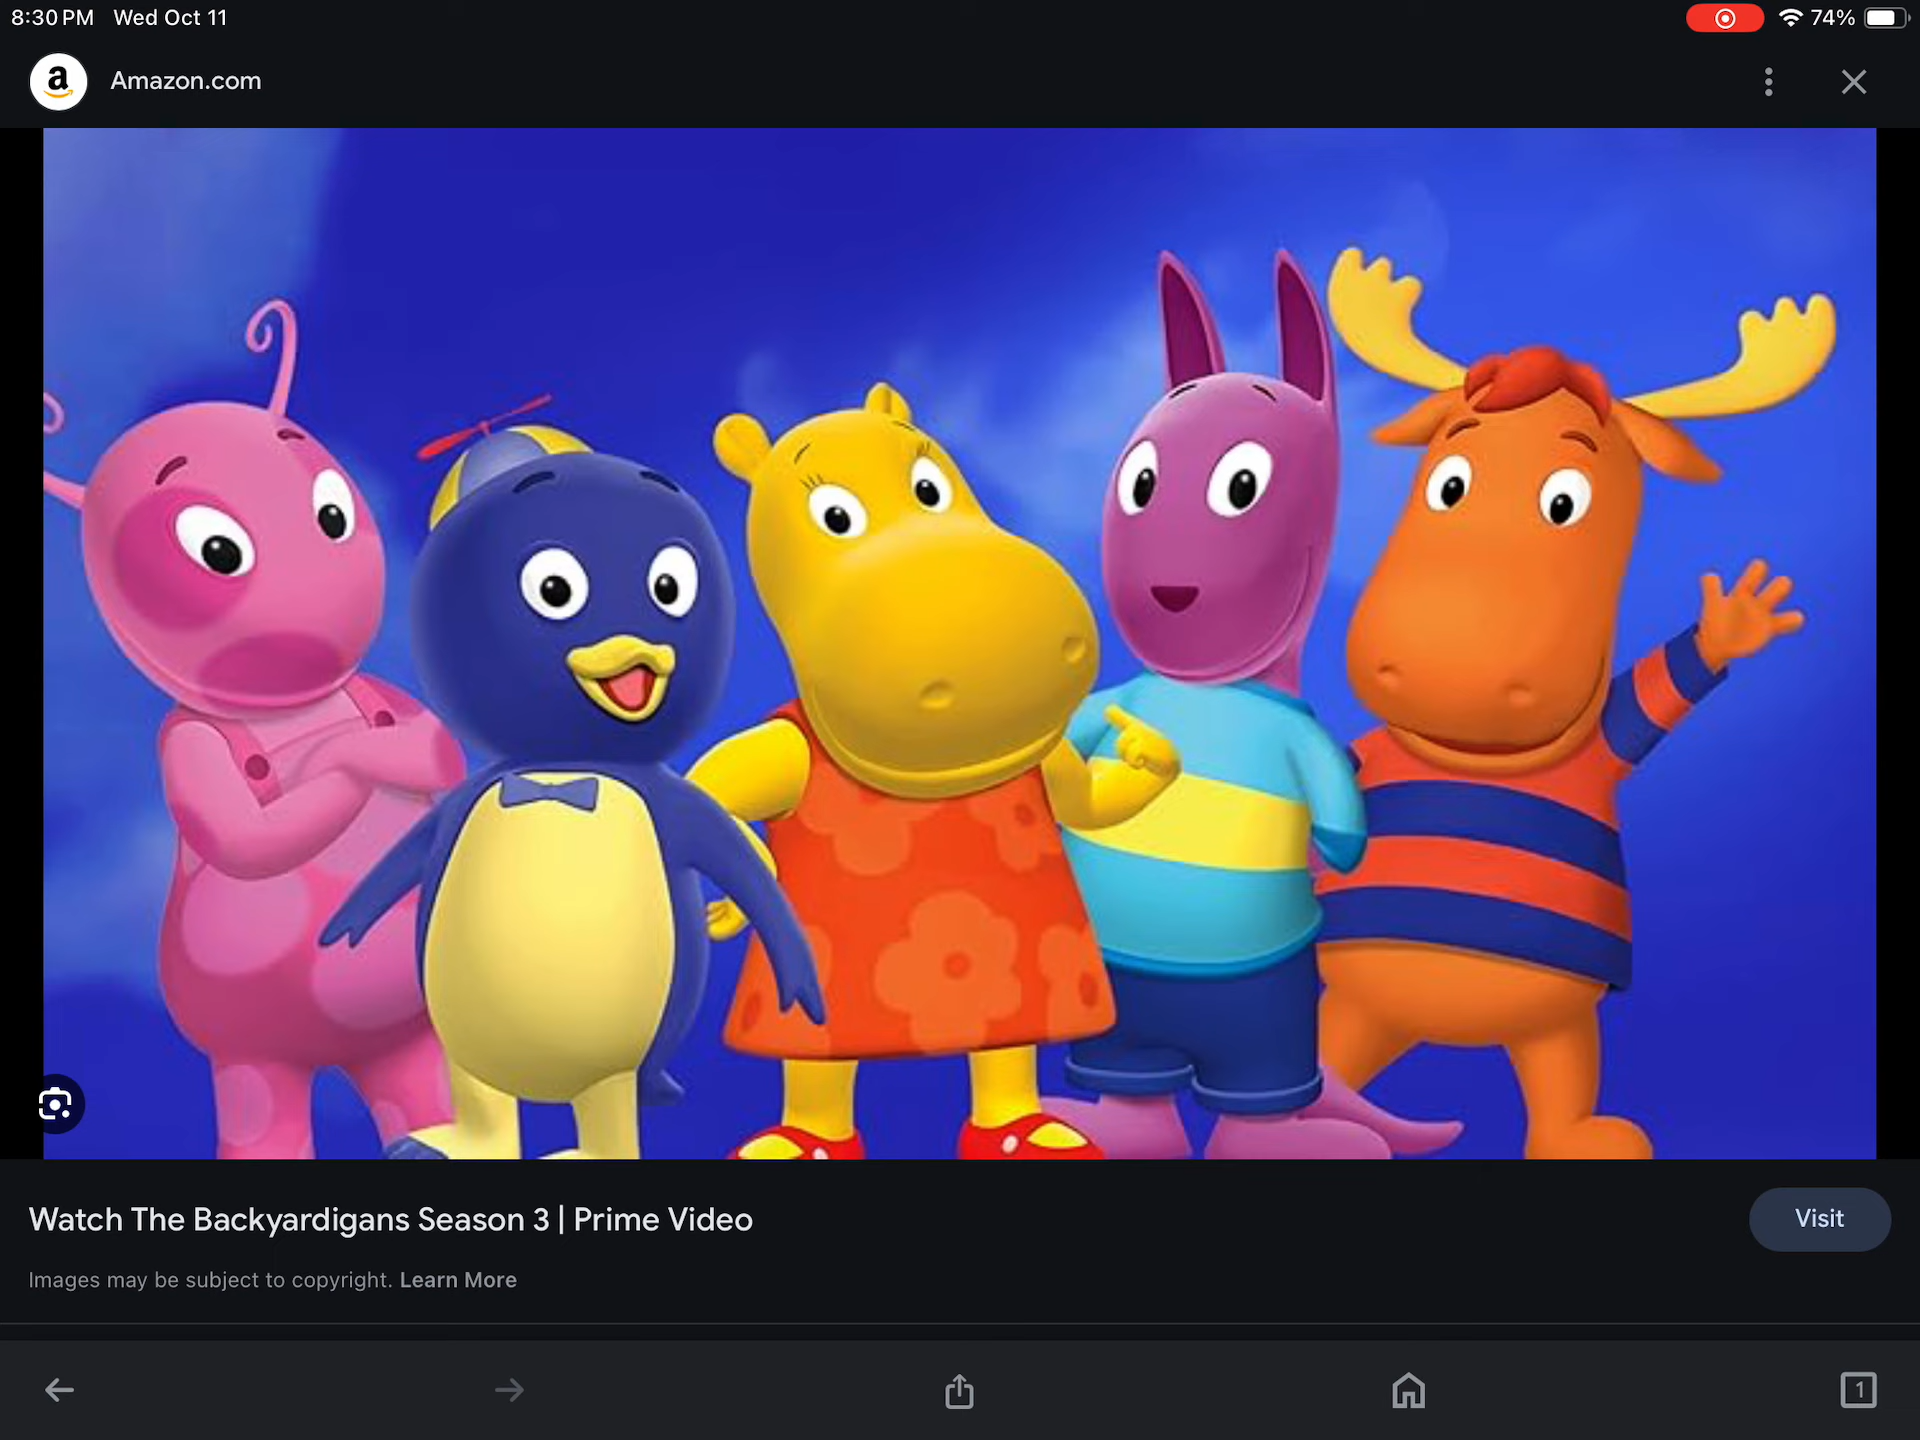 8:30 PM Wed Oct 11
74%
a
Amazon.com
Watch The Backyardigans Season 3 | Prime Video
Visit
Images may be subject to copyright. Learn More
1